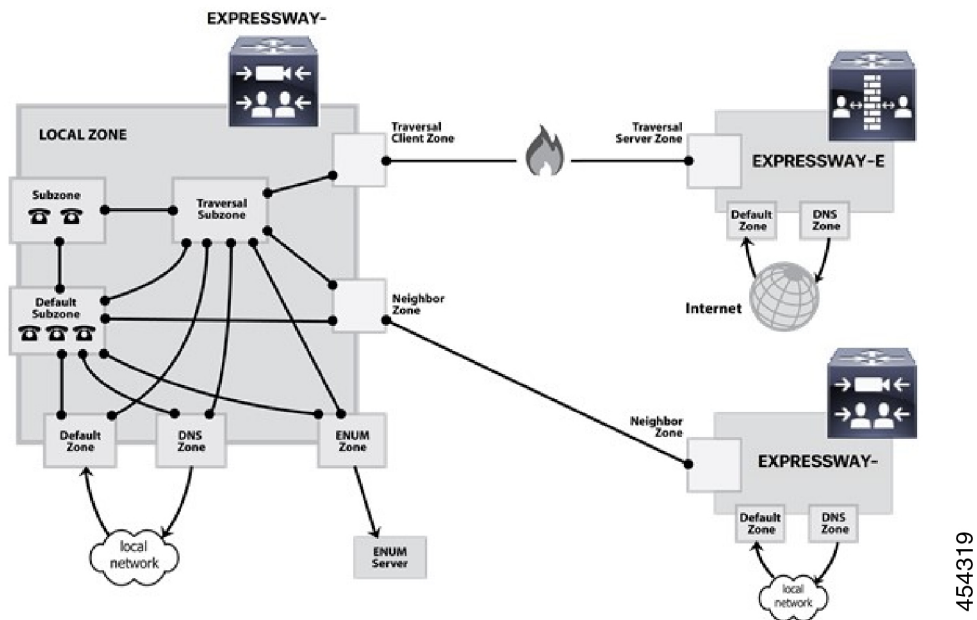 EXPRESSWAY-
LOCAL ZONE
Subzone
Traversal
Subzone
Default
Subzone
Traversal
Client Zone
Neighbor
Zone
Default
Zone
DNS
Zone
ENUM
Zone
local
network
ENUM
Server
Traversal
Server Zone
EXPRESSWAY-E
Default
Zone
DNS
Zone
Internet
Neighbor
Zone
EXPRESSWAY-
Default
Zone
DNS
Zone
local
network
454319